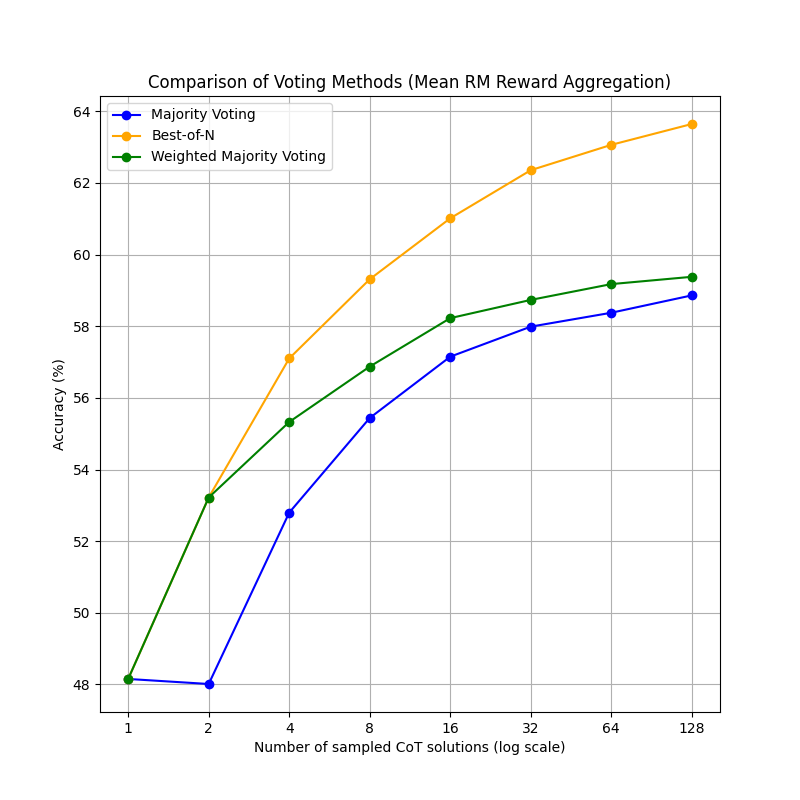 Comparison of Voting Methods (Mean RM Reward Aggregation)
Majority Voting
Best-of-N
Weighted Majority Voting
Accuracy (%)
64
62
60
58
56
54
52
50
48
1 2 4 8 16 32 64 128
Number of sampled CoT solutions (log scale)